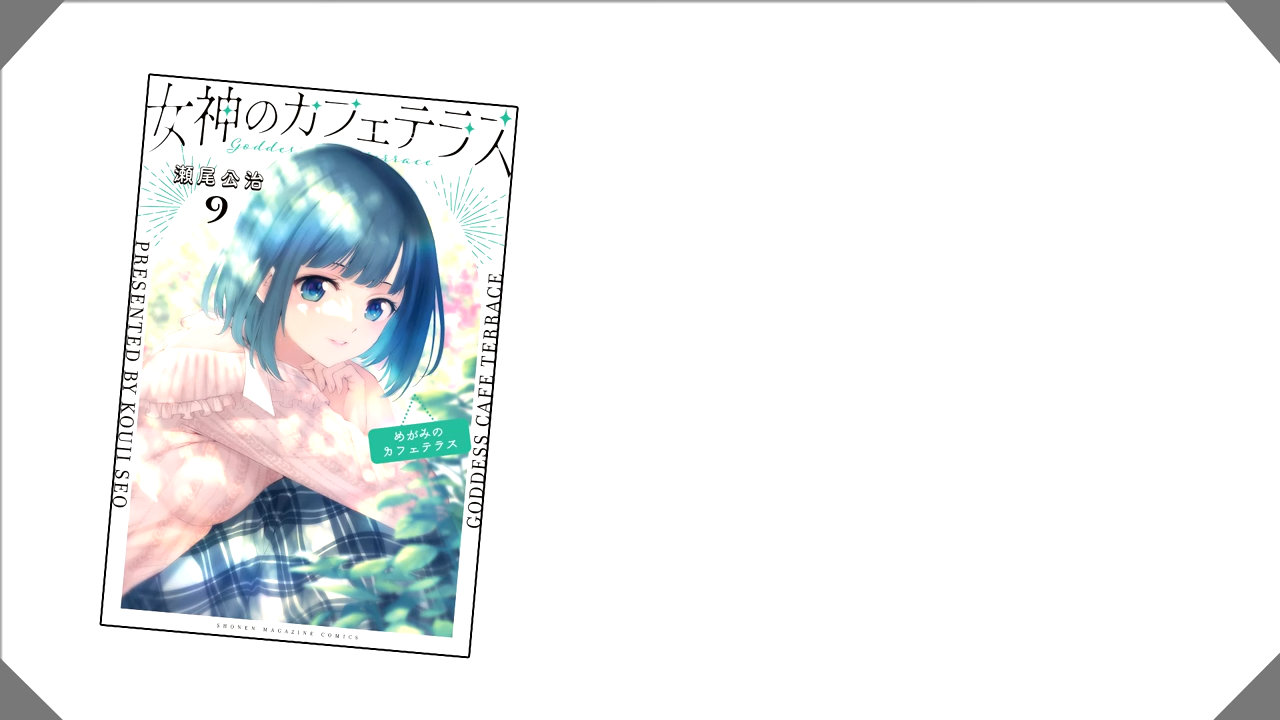 女神のカフェテラス
瀬尾公治
9
PRESENTED BY KOUJI SEO
GODDESS CAFE TERRACE
めがみの
カフェテラス
SHONEN MAGAZINE COMICS